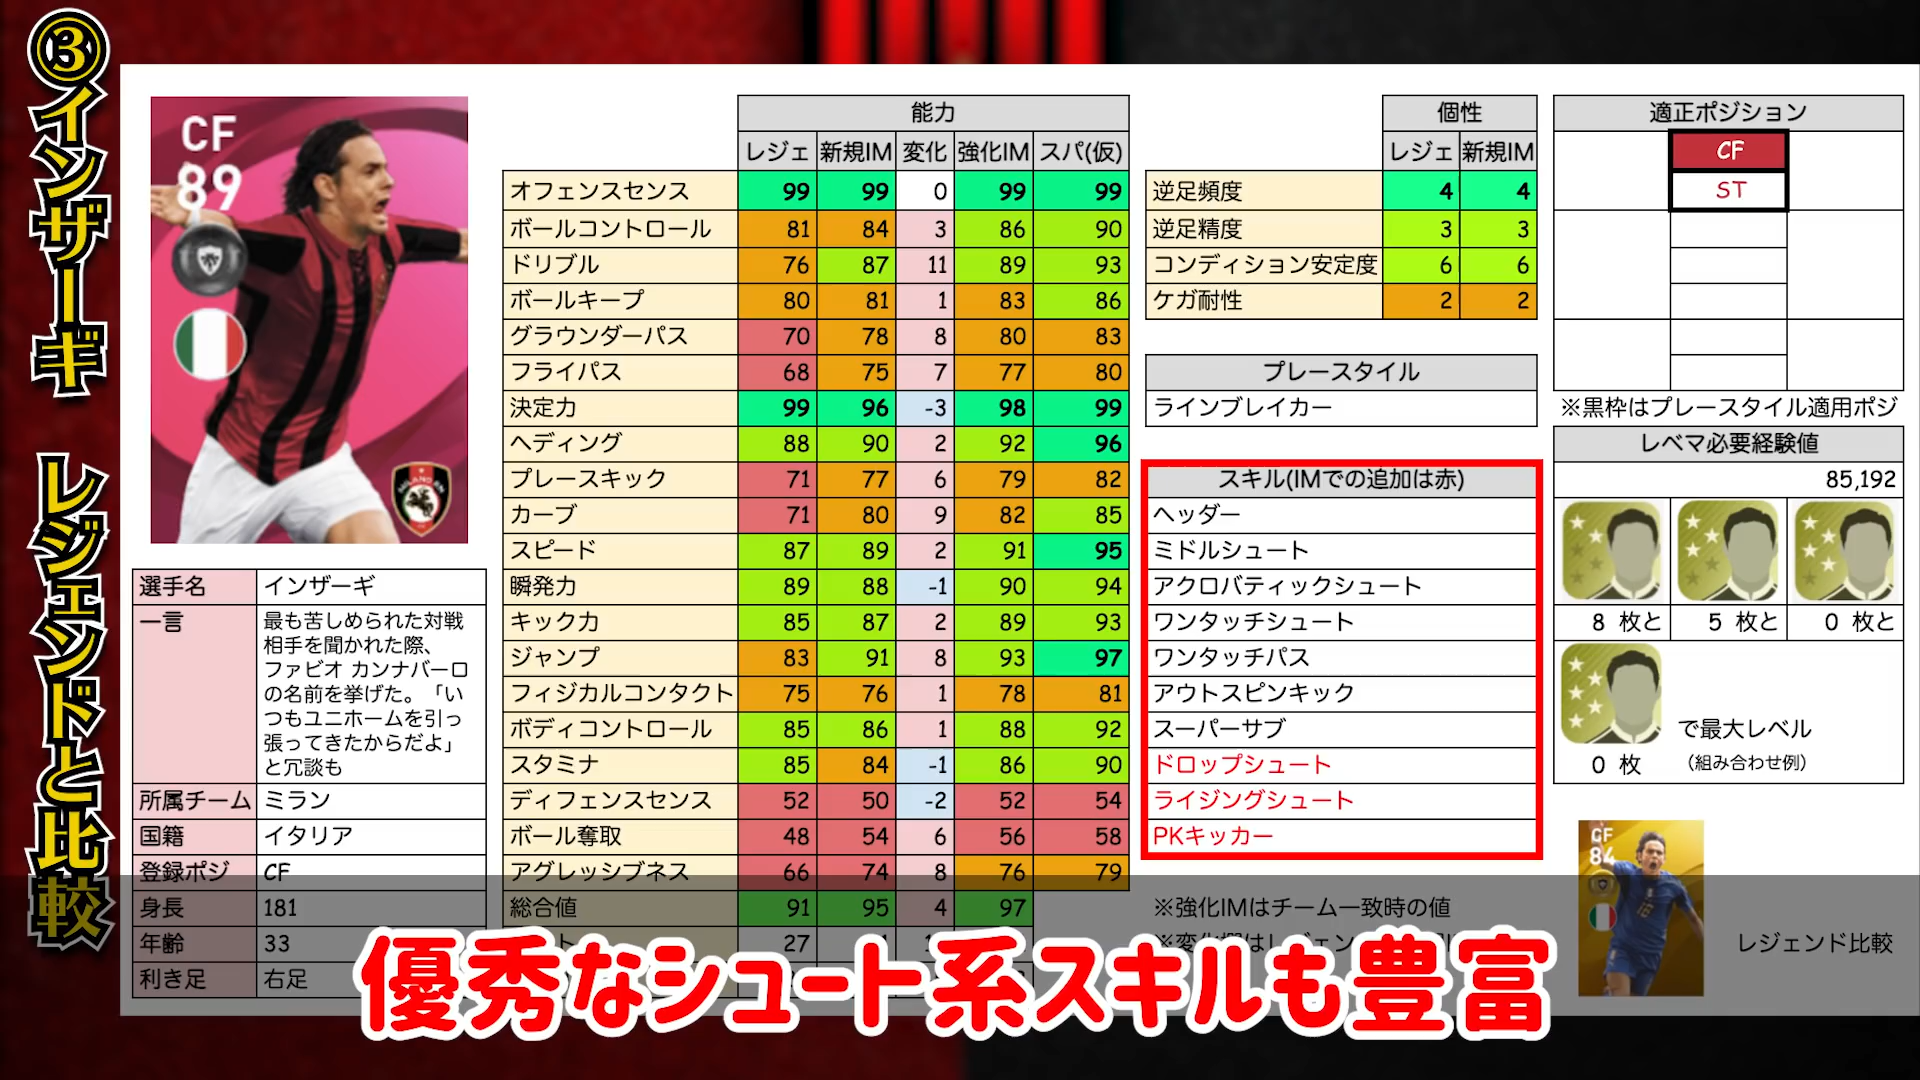 ③インザーギ レジェンドと比較
CF
89
MILANO RN
選手名 インザーギ
一言 最も苦しめられた対戦
相手を聞かれた際、
ファビオ カンナバーロ
の名前を挙げた。「い
つもユニホームを引っ
張ってきたからだよ」
と冗談も
所属チーム ミラン
国籍 イタリア
登録ポジ CF
身長 181
年齢 33
利き足 右足
能力
レジェ 新規IM 変化 強化IM スパ(仮)
オフェンスセンス 99 99 0 99 99
ボールコントロール 81 84 3 86 90
ドリブル 76 87 11 89 93
ボールキープ 80 81 1 83 86
グラウンダーパス 70 78 8 80 83
フライパス 68 75 7 77 80
決定力 99 96 -3 98 99
ヘディング 88 90 2 92 96
プレースキック 71 77 6 79 82
カーブ 71 80 9 82 85
スピード 87 89 2 91 95
瞬発力 89 88 -1 90 94
キック力 85 87 2 89 93
ジャンプ 83 91 8 93 97
フィジカルコンタクト 75 76 1 78 81
ボディコントロール 85 86 1 88 92
スタミナ 85 84 -1 86 90
ディフェンスセンス 52 50 -2 52 54
ボール奪取 48 54 6 56 58
アグレッシブネス 66 74 8 76 79
総合値 91 95 4 97
27
個性
レジェ 新規IM
逆足頻度 4 4
逆足精度 3 3
コンディション安定度 6 6
ケガ耐性 2 2
プレースタイル
ラインブレイカー
スキル(IMでの追加は赤)
ヘッダー
ミドルシュート
アクロバティックシュート
ワンタッチシュート
ワンタッチパス
アウトスピンキック
スーパーサブ
ドロップシュート
ライジングシュート
PKキッカー
※強化IMはチーム一致時の値
適正ポジション
CF
ST
※黒枠はプレースタイル適用ポジ
レベマ必要経験値
85,192
8 枚と 5 枚と 0 枚と
で最大レベル
0 枚 (組み合わせ例)
CF
84
レジェンド比較
優秀なシュート系スキルも豊富